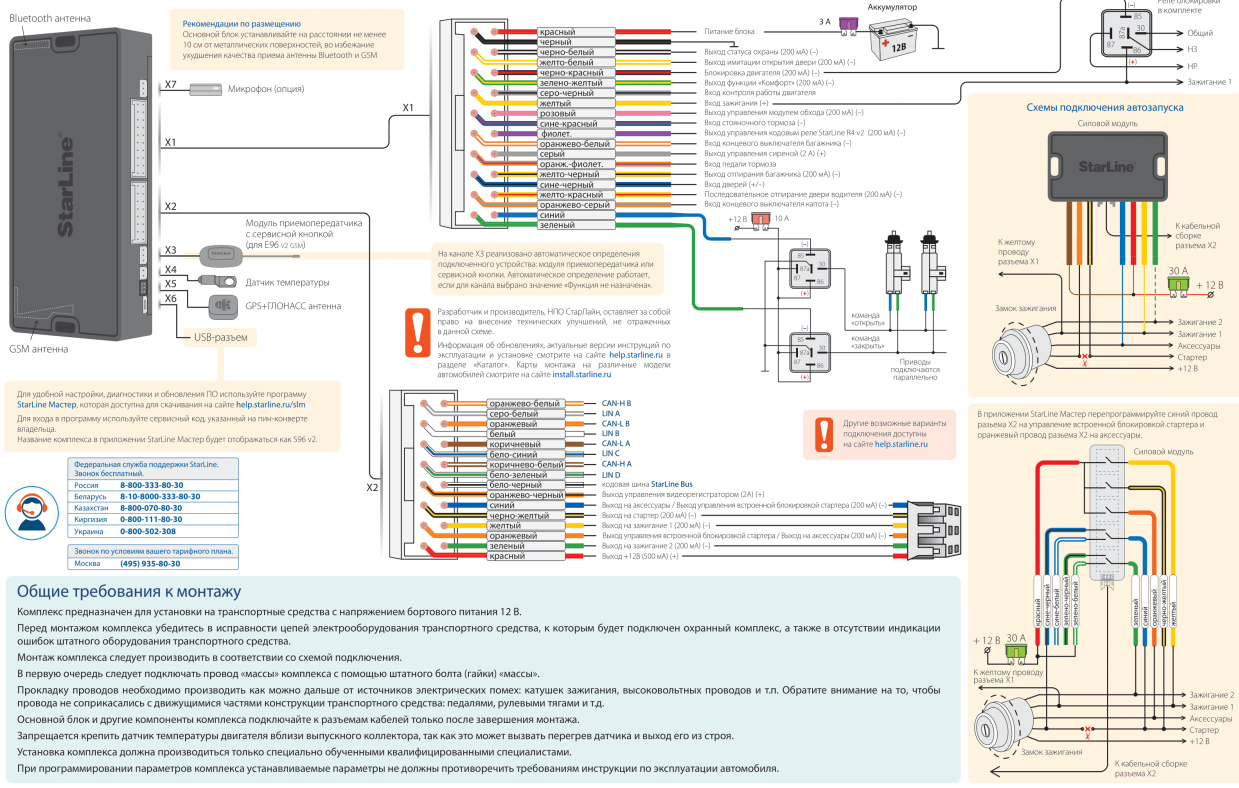 Bluetooth антенна
StarLine
GSM антенна
Рекомендации по размещению
Основной блок устанавливайте на расстоянии не менее
10 см от металлических поверхностей, во избежание
ухудшения качества приема антенны Bluetooth и GSM
X7
Микрофон (опция)
X1
X1
X2
Модуль приемопередатчика
с сервисной кнопкой
(для E96 V2 GSM)
X3
StarLine
X4
Датчик температуры
X5
GPS+ГЛОНАСС антенна
X6
USB-разъем
Для удобной настройки, диагностики и обновления ПО используйте программу
StarLine Мастер, которая доступна для скачивания на сайте help.starline.ru/slm
Для входа в программу используйте сервисный код, указанный на пин-конверте
владельца.
Название комплекса в приложении StarLine Мастер будет отображаться как S96 v2.
Федеральная служба поддержки StarLine.
Звонок бесплатный.
Россия 8-800-333-80-30
Беларусь 8-10-8000-333-80-30
Казахстан 8-800-070-80-30
Киргизия 0-800-111-80-30
Украина 0-800-502-308
Звонок по условиям вашего тарифного плана.
Москва (495) 935-80-30
Аккумулятор
3 А
12В
красный Питание блока
черный
черно-белый Выход статуса охраны (200 мА) (–)
желто-белый Выход имитации открытия двери (200 мА) (–)
черно-красный Блокировка двигателя (200 мА) (–)
зелено-желтый Выход функции «Комфорт» (200 мА) (–)
серо-черный Вход контроля работы двигателя
желтый Вход зажигания (+)
розовый Выход управления модулем обхода (200 мА) (–)
сине-красный Вход стояночного тормоза (–)
фиолет. Выход управления кодовым реле StarLine R4 v2 (200 мА) (–)
оранжево-белый Вход концевого выключателя багажника (–)
серый Выход управления сиреной (2 А) (+)
оранж.-фиолет. Вход педали тормоза
желто-черный Выход отпирания багажника (200 мА) (–)
сине-черный Вход дверей (+/–)
желто-красный Последовательное отпирание двери водителя (200 мА) (–)
оранжево-серый Вход концевого выключателя капота (–)
синий
зеленый
Реле блокировки
в комплекте
(–)
85
87a
30
87
86
(+)
Общий
НЗ
НР
Зажигание 1
+12 В
10 А
(–)
85
30
87a
87
86
(+)
(–)
85
30
87a
87
86
(+)
команда
«открыть»
команда
«закрыть»
Приводы
подключаются
параллельно
На канале X3 реализовано автоматическое определения
подключенного устройства: модуля приемопередатчика или
сервисной кнопки. Автоматическое определение работает,
если для канала выбрано значение «Функция не назначена».
Разработчик и производитель, НПО СтарЛайн, оставляет за собой
право на внесение технических улучшений, не отраженных
в данной схеме.
Информация об обновлениях, актуальные версии инструкций по
эксплуатации и установке смотрите на сайте help.starline.ru в
разделе «Каталог». Карты монтажа на различные модели
автомобилей смотрите на сайте install.starline.ru
X2
оранжево-белый CAN-H B
серо-белый LIN A
оранжевый CAN-L B
белый LIN B
коричневый CAN-L A
бело-синий LIN C
коричнево-белый CAN-H A
бело-зеленый LIN D
бело-черный кодовая шина StarLine Bus
оранжево-черный Выход управления видеорегистратором (2А) (+)
синий Выход на аксессуары / Выход управления встроенной блокировкой стартера (200 мА) (–)
черно-желтый Выход на стартер (200 мА) (–)
желтый Выход на зажигание 1 (200 мА) (–)
оранжевый Выход управления встроенной блокировкой стартера / Выход на аксессуары (200 мА) (–)
зеленый Выход на зажигание 2 (200 мА) (–)
красный Выход +12В (500 мА) (+)
Другие возможные варианты
подключения доступны
на сайте help.starline.ru
Схемы подключения автозапуска
Силовой модуль
StarLine
К желтому
проводу
разъема X1
К кабельной
сборке
разъема X2
30 А
+ 12 В
Замок зажигания
Зажигание 2
Зажигание 1
Аксессуары
Стартер
+12 В
В приложении StarLine Мастер перепрограммируйте синий провод
разъема X2 на управление встроенной блокировкой стартера и
оранжевый провод разъема X2 на аксессуары.
Силовой модуль
красный
сине-черный
сине-белый
зелено-черный
зелено-белый
зеленый
синий
оранжевый
черно-желтый
желтый
+ 12 В
30 А
К желтому проводу
разъема X1
Зажигание 2
Зажигание 1
Аксессуары
Стартер
+12 В
Замок зажигания
К кабельной сборке
разъема X2
Общие требования к монтажу
Комплекс предназначен для установки на транспортные средства с напряжением бортового питания 12 В.
Перед монтажом комплекса убедитесь в исправности цепей электрооборудования транспортного средства, к которым будет подключен охранный комплекс, а также в отсутствии индикации
ошибок штатного оборудования транспортного средства.
Монтаж комплекса следует производить в соответствии со схемой подключения.
В первую очередь следует подключать провод «массы» комплекса с помощью штатного болта (гайки) «массы».
Прокладку проводов необходимо производить как можно дальше от источников электрических помех: катушек зажигания, высоковольтных проводов и т.п. Обратите внимание на то, чтобы
провода не соприкасались с движущимися частями конструкции транспортного средства: педалями, рулевыми тягами и т.д.
Основной блок и другие компоненты комплекса подключайте к разъемам кабелей только после завершения монтажа.
Запрещается крепить датчик температуры двигателя вблизи выпускного коллектора, так как это может вызвать перегрев датчика и выход его из строя.
Установка комплекса должна производиться только специально обученными квалифицированными специалистами.
При программировании параметров комплекса устанавливаемые параметры не должны противоречить требованиям инструкции по эксплуатации автомобиля.